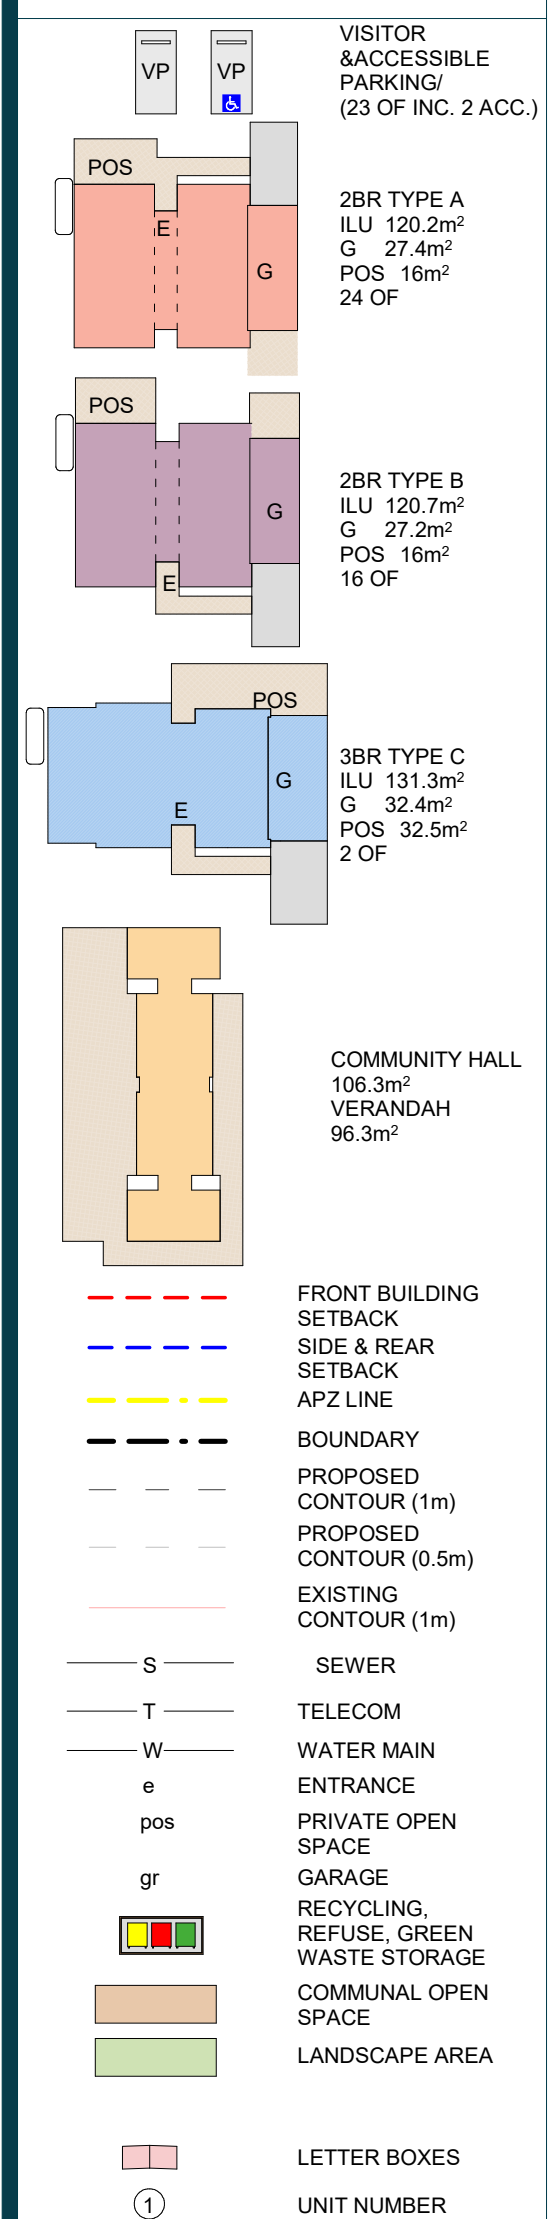 VP
VP
VISITOR
&ACCESSIBLE
PARKING/
(23 OF INC. 2 ACC.)
POS
E
G
2BR TYPE A
ILU 120.2m²
G 27.4m²
POS 16m²
24 OF
POS
G
E
2BR TYPE B
ILU 120.7m²
G 27.2m²
POS 16m²
16 OF
POS
G
E
3BR TYPE C
ILU 131.3m²
G 32.4m²
POS 32.5m²
2 OF
COMMUNITY HALL
106.3m²
VERANDAH
96.3m²
FRONT BUILDING
SETBACK
SIDE & REAR
SETBACK
APZ LINE
BOUNDARY
PROPOSED
CONTOUR (1m)
PROPOSED
CONTOUR (0.5m)
EXISTING
CONTOUR (1m)
S SEWER
T TELECOM
W WATER MAIN
e ENTRANCE
pos PRIVATE OPEN
SPACE
gr GARAGE
RECYCLING,
REFUSE, GREEN
WASTE STORAGE
COMMUNAL OPEN
SPACE
LANDSCAPE AREA
LETTER BOXES
1 UNIT NUMBER